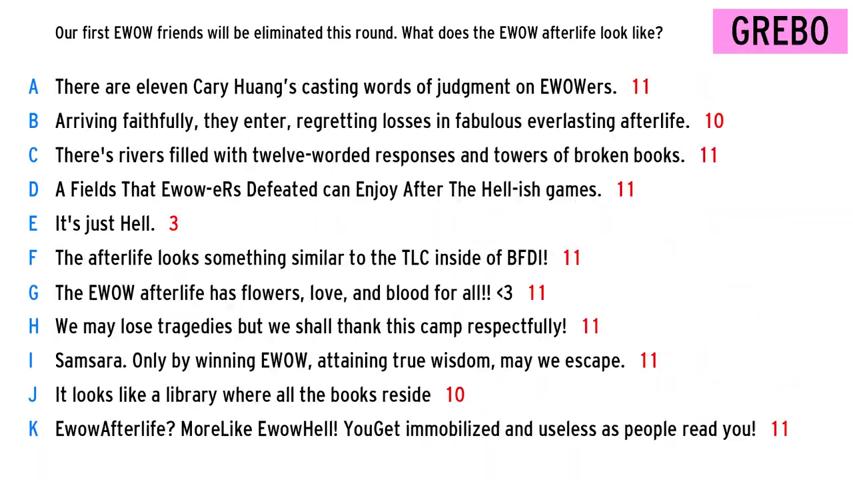 Our first EWOW friends will be eliminated this round. What does the EWOW afterlife look like?
GREBO
A There are eleven Cary Huang's casting words of judgment on EWOWers. 11
B Arriving faithfully, they enter, regretting losses in fabulous everlasting afterlife. 10
C There's rivers filled with twelve-worded responses and towers of broken books. 11
D A Fields That Ewow-eRs Defeated can Enjoy After The Hell-ish games. 11
E It's just Hell. 3
F The afterlife looks something similar to the TLC inside of BFDI! 11
G The EWOW afterlife has flowers, love, and blood for all!! <3 11
H We may lose tragedies but we shall thank this camp respectfully! 11
I Samsara. Only by winning EWOW, attaining true wisdom, may we escape. 11
J It looks like a library where all the books reside 10
K EwowAfterlife? MoreLike EwowHell! YouGet immobilized and useless as people read you! 11